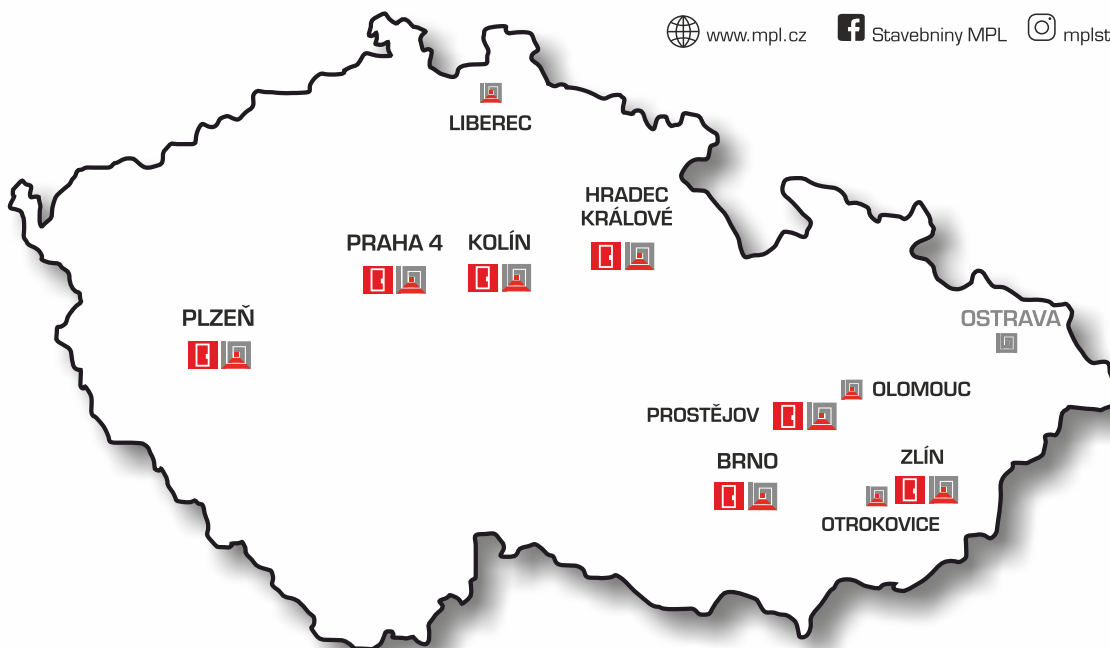 www.mpl.cz
Stavebniny MPL
mplst
LIBEREC
HRADEC
KRÁLOVÉ
PRAHA 4
KOLÍN
PLZEŇ
OSTRAVA
OLOMOUC
PROSTĚJOV
BRNO
ZLÍN
OTROKOVICE